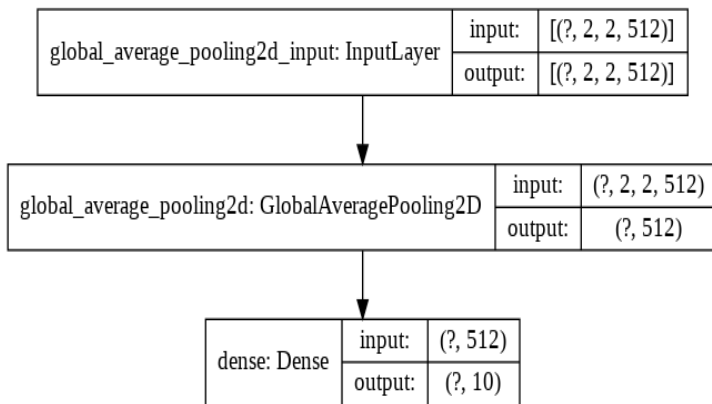 global_average_pooling2d_input: InputLayer
input: [(?, 2, 2, 512)]
output: [(?, 2, 2, 512)]
global_average_pooling2d: GlobalAveragePooling2D
input: (?, 2, 2, 512)
output: (?, 512)
dense: Dense
input: (?, 512)
output: (?, 10)